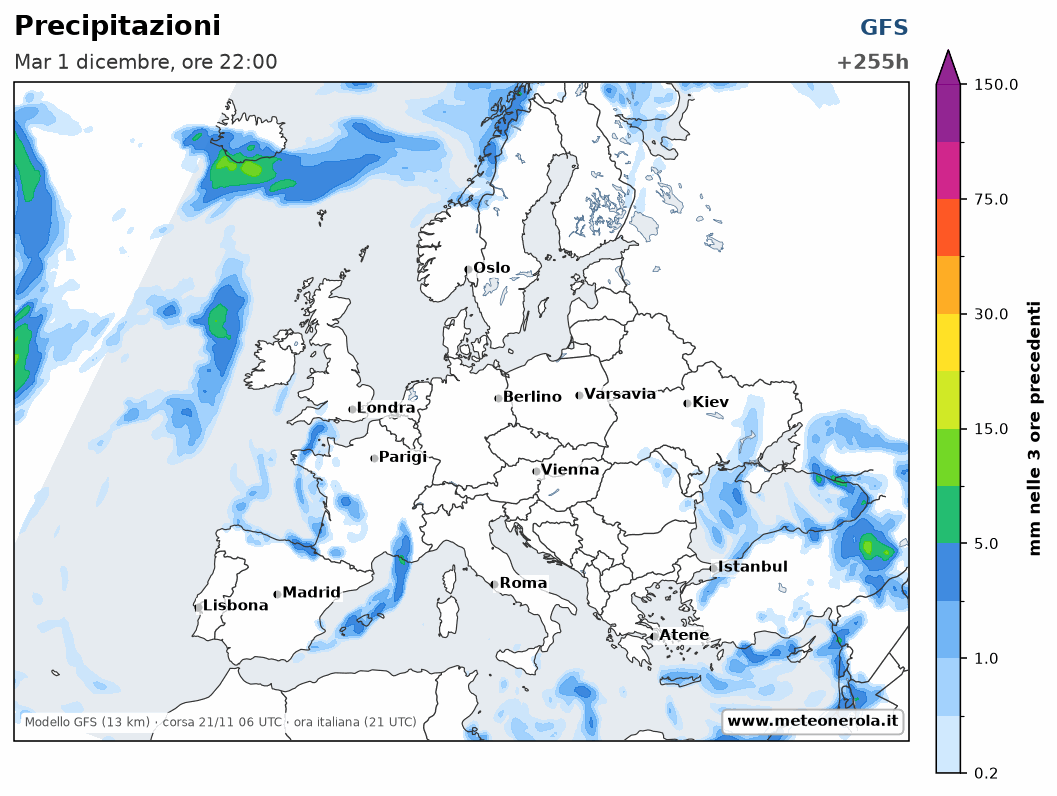 Precipitazioni
GFS
Mar 1 dicembre, ore 22:00
+255h
150.0
75.0
30.0
15.0
5.0
1.0
0.2
mm nelle 3 ore precedenti
Oslo
Berlino
Varsavia
Kiev
Londra
Parigi
Vienna
Istanbul
Roma
Madrid
Lisbona
Atene
Modello GFS (13 km) · corsa 21/11 06 UTC · ora italiana (21 UTC)
www.meteonerola.it